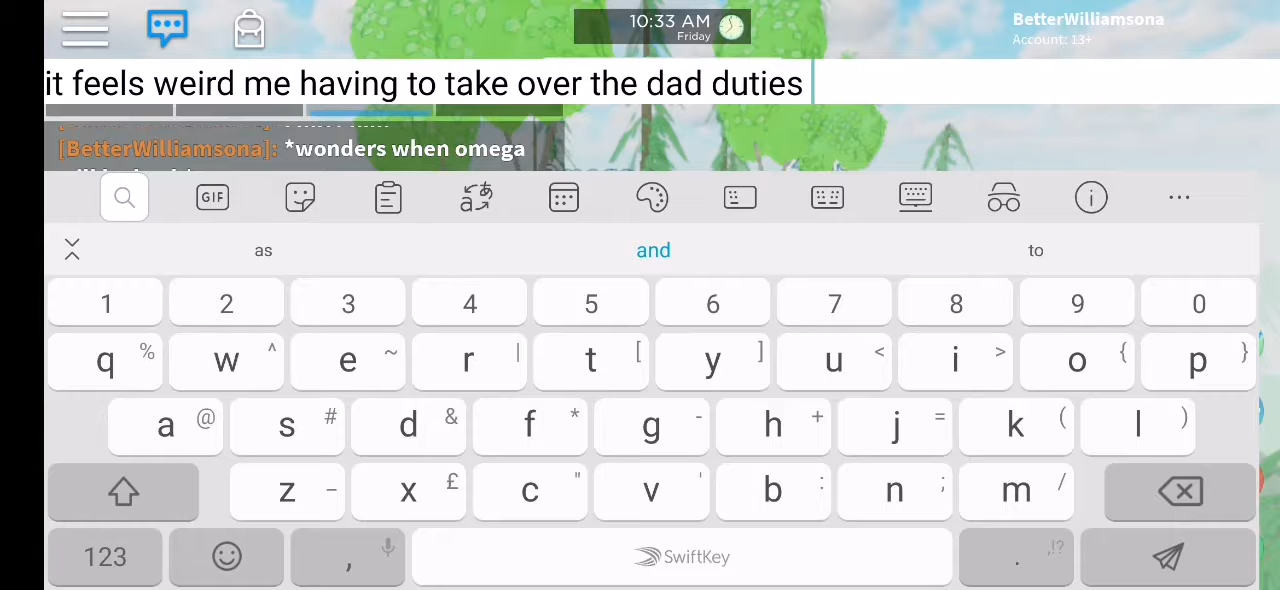 10:33 AM
Friday
BetterWilliamsona
Account: 13+
it feels weird me having to take over the dad duties
[BetterWilliamsona]: *wonders when omega
GIF
as and to
1 2 3 4 5 6 7 8 9 0
q % w ^ e ~ r | t [ y ] u < i > o { p }
a @ s # d & f * g - h + j = k ( l )
z _ x £ c " v ' b : n ; m /
123 , SwiftKey . ,!?